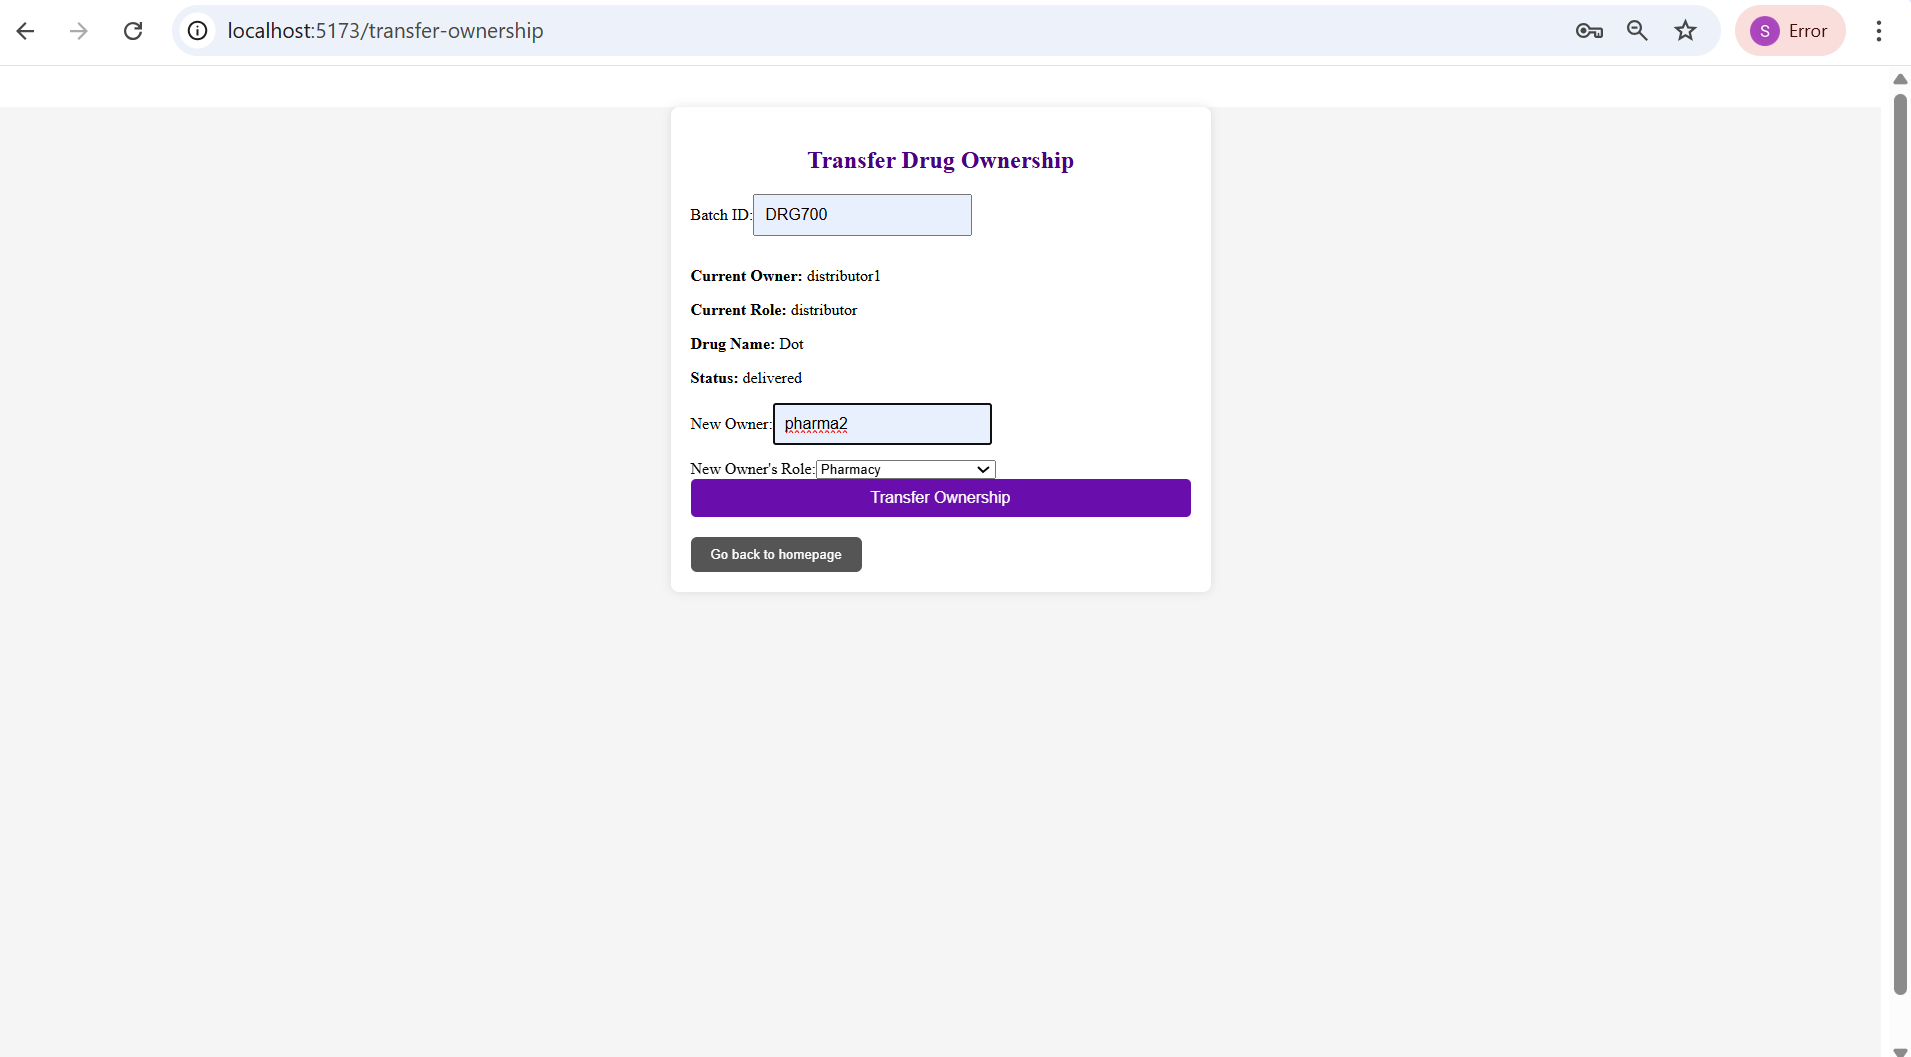 localhost:5173/transfer-ownership
S
Error
Transfer Drug Ownership
Batch ID: DRG700
Current Owner: distributor1
Current Role: distributor
Drug Name: Dot
Status: delivered
New Owner: pharma2
New Owner's Role: Pharmacy
Transfer Ownership
Go back to homepage